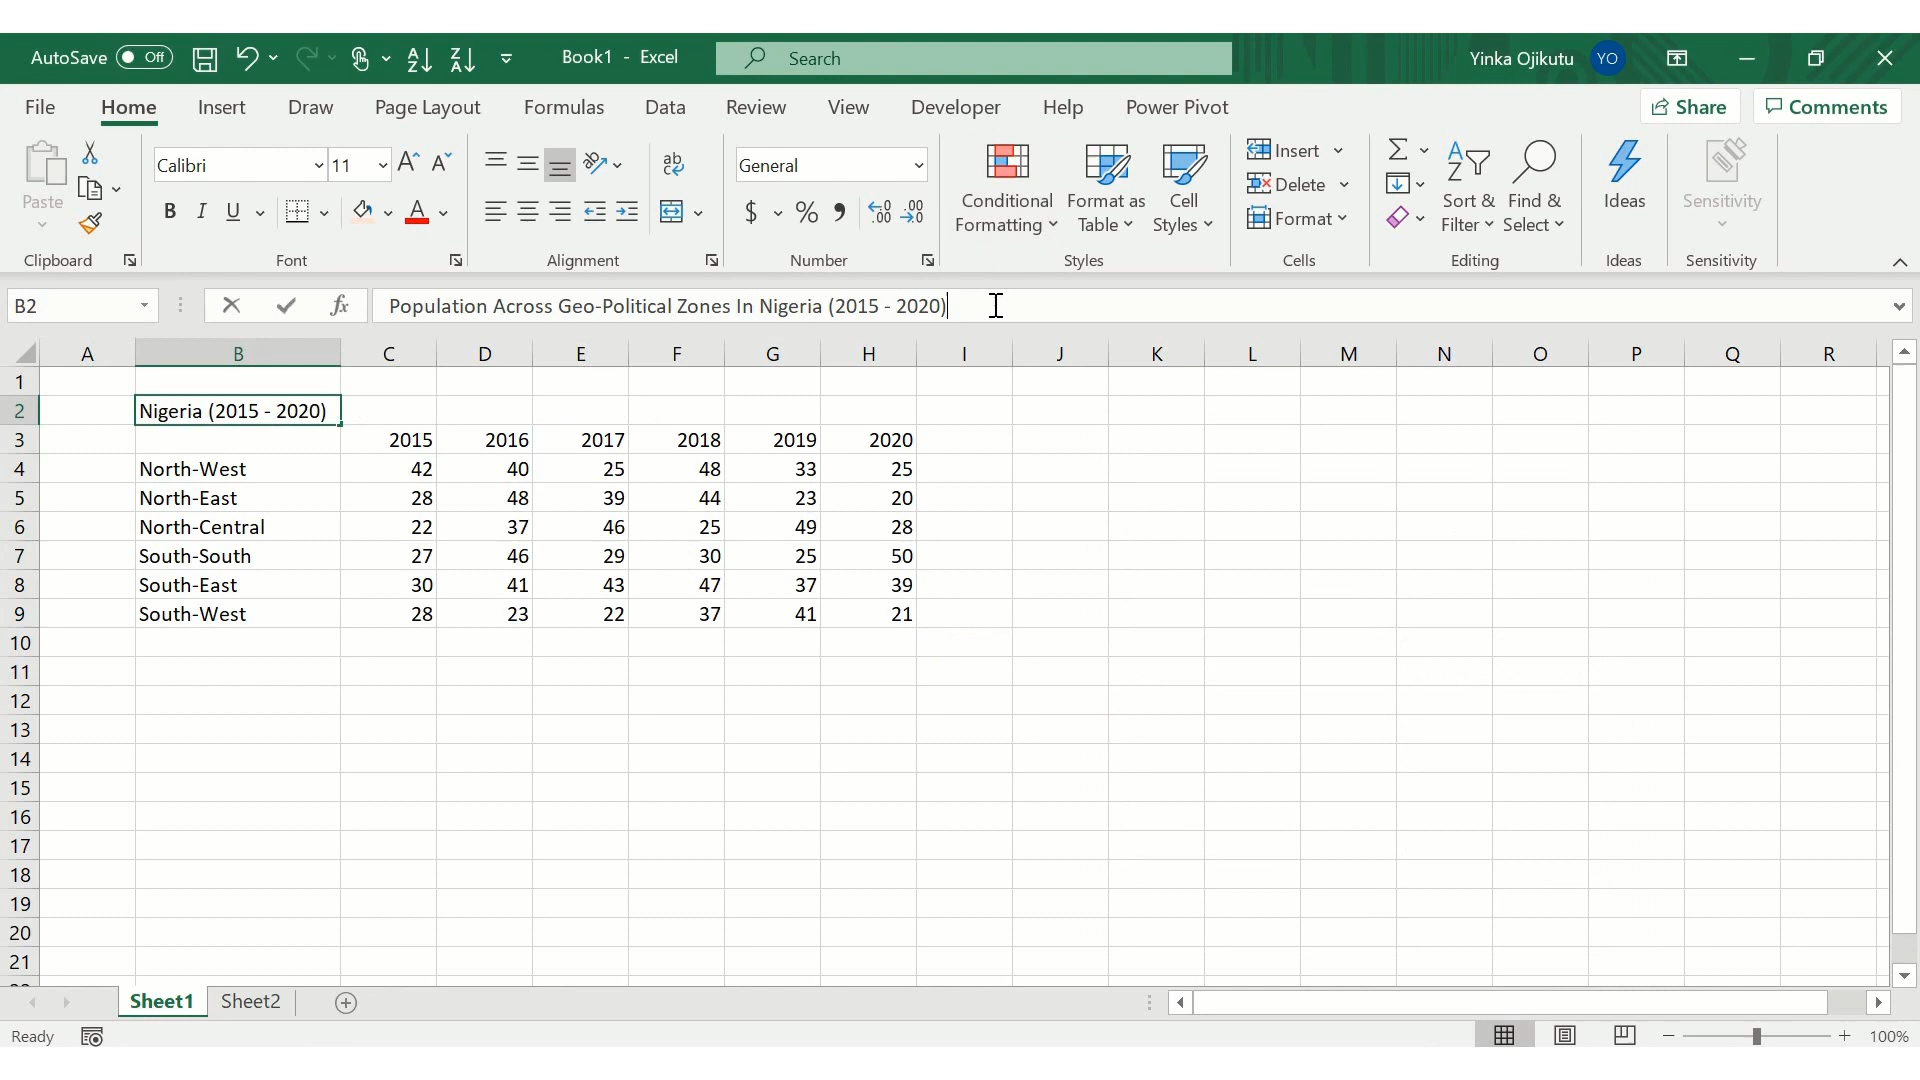 AutoSave Off Book1 - Excel Search Yinka Ojikutu YO
File Home Insert Draw Page Layout Formulas Data Review View Developer Help Power Pivot Share Comments
Paste
Clipboard
Calibri 11
B I U A
Font
ab
Alignment
General
$ % 9 .00 .00
Number
Conditional Formatting
Format as Table
Cell Styles
Styles
Insert
Delete
Format
Cells
Sort & Filter
Find & Select
Editing
Ideas
Ideas
Sensitivity
Sensitivity
B2 fx Population Across Geo-Political Zones In Nigeria (2015 - 2020)
A B C D E F G H I J K L M N O P Q R
1
2 Nigeria (2015 - 2020)
3 2015 2016 2017 2018 2019 2020
4 North-West 42 40 25 48 33 25
5 North-East 28 48 39 44 23 20
6 North-Central 22 37 46 25 49 28
7 South-South 27 46 29 30 25 50
8 South-East 30 41 43 47 37 39
9 South-West 28 23 22 37 41 21
10
11
12
13
14
15
16
17
18
19
20
21
Sheet1 Sheet2
Ready 100%